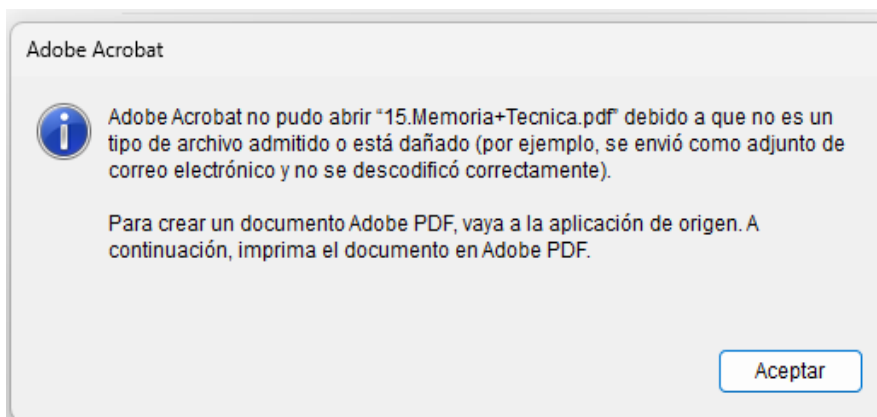 Adobe Acrobat
Adobe Acrobat no pudo abrir “15.Memoria+Tecnica.pdf” debido a que no es un
tipo de archivo admitido o está dañado (por ejemplo, se envió como adjunto de
correo electrónico y no se descodificó correctamente).
Para crear un documento Adobe PDF, vaya a la aplicación de origen. A
continuación, imprima el documento en Adobe PDF.
Aceptar